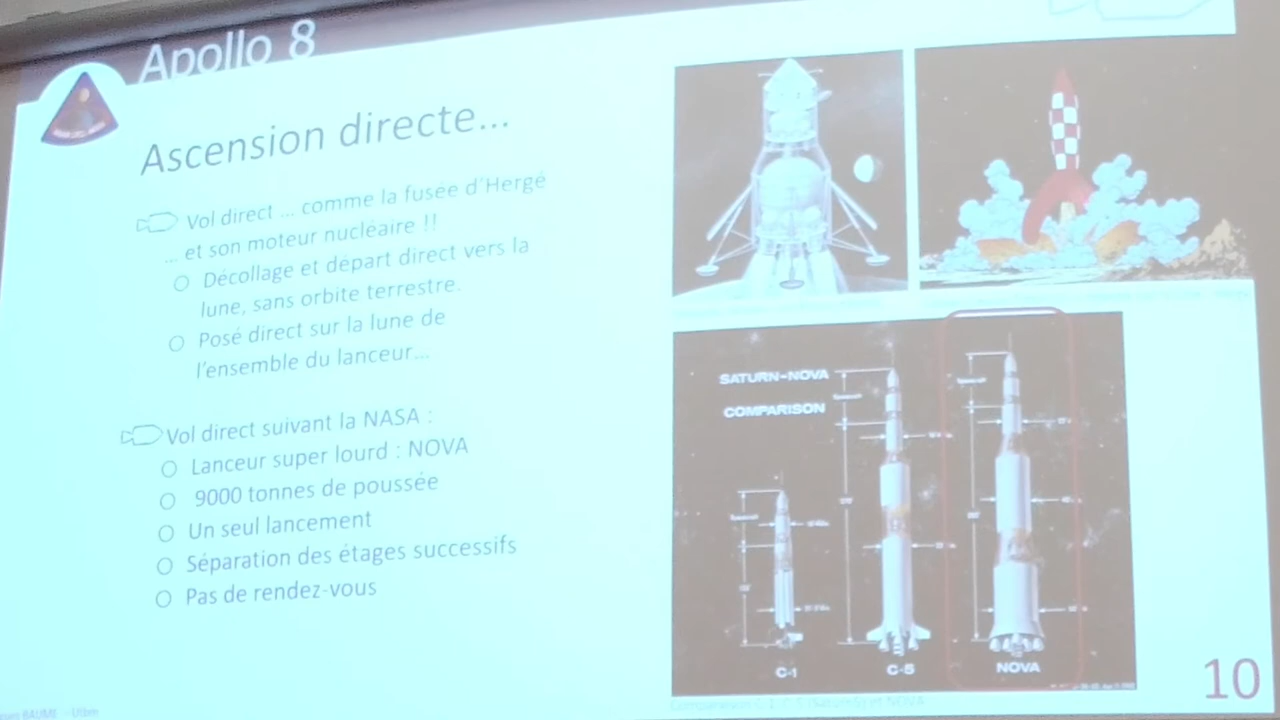 Apollo 8
Ascension directe...
Vol direct ... comme la fusée d'Hergé
... et son moteur nucléaire !!
Décollage et départ direct vers la
lune, sans orbite terrestre.
Posé direct sur la lune de
l'ensemble du lanceur...
Vol direct suivant la NASA :
Lanceur super lourd : NOVA
9000 tonnes de poussée
Un seul lancement
Séparation des étages successifs
Pas de rendez-vous
SATURN-NOVA
COMPARISON
C-1
C-5
NOVA
10
BAUME